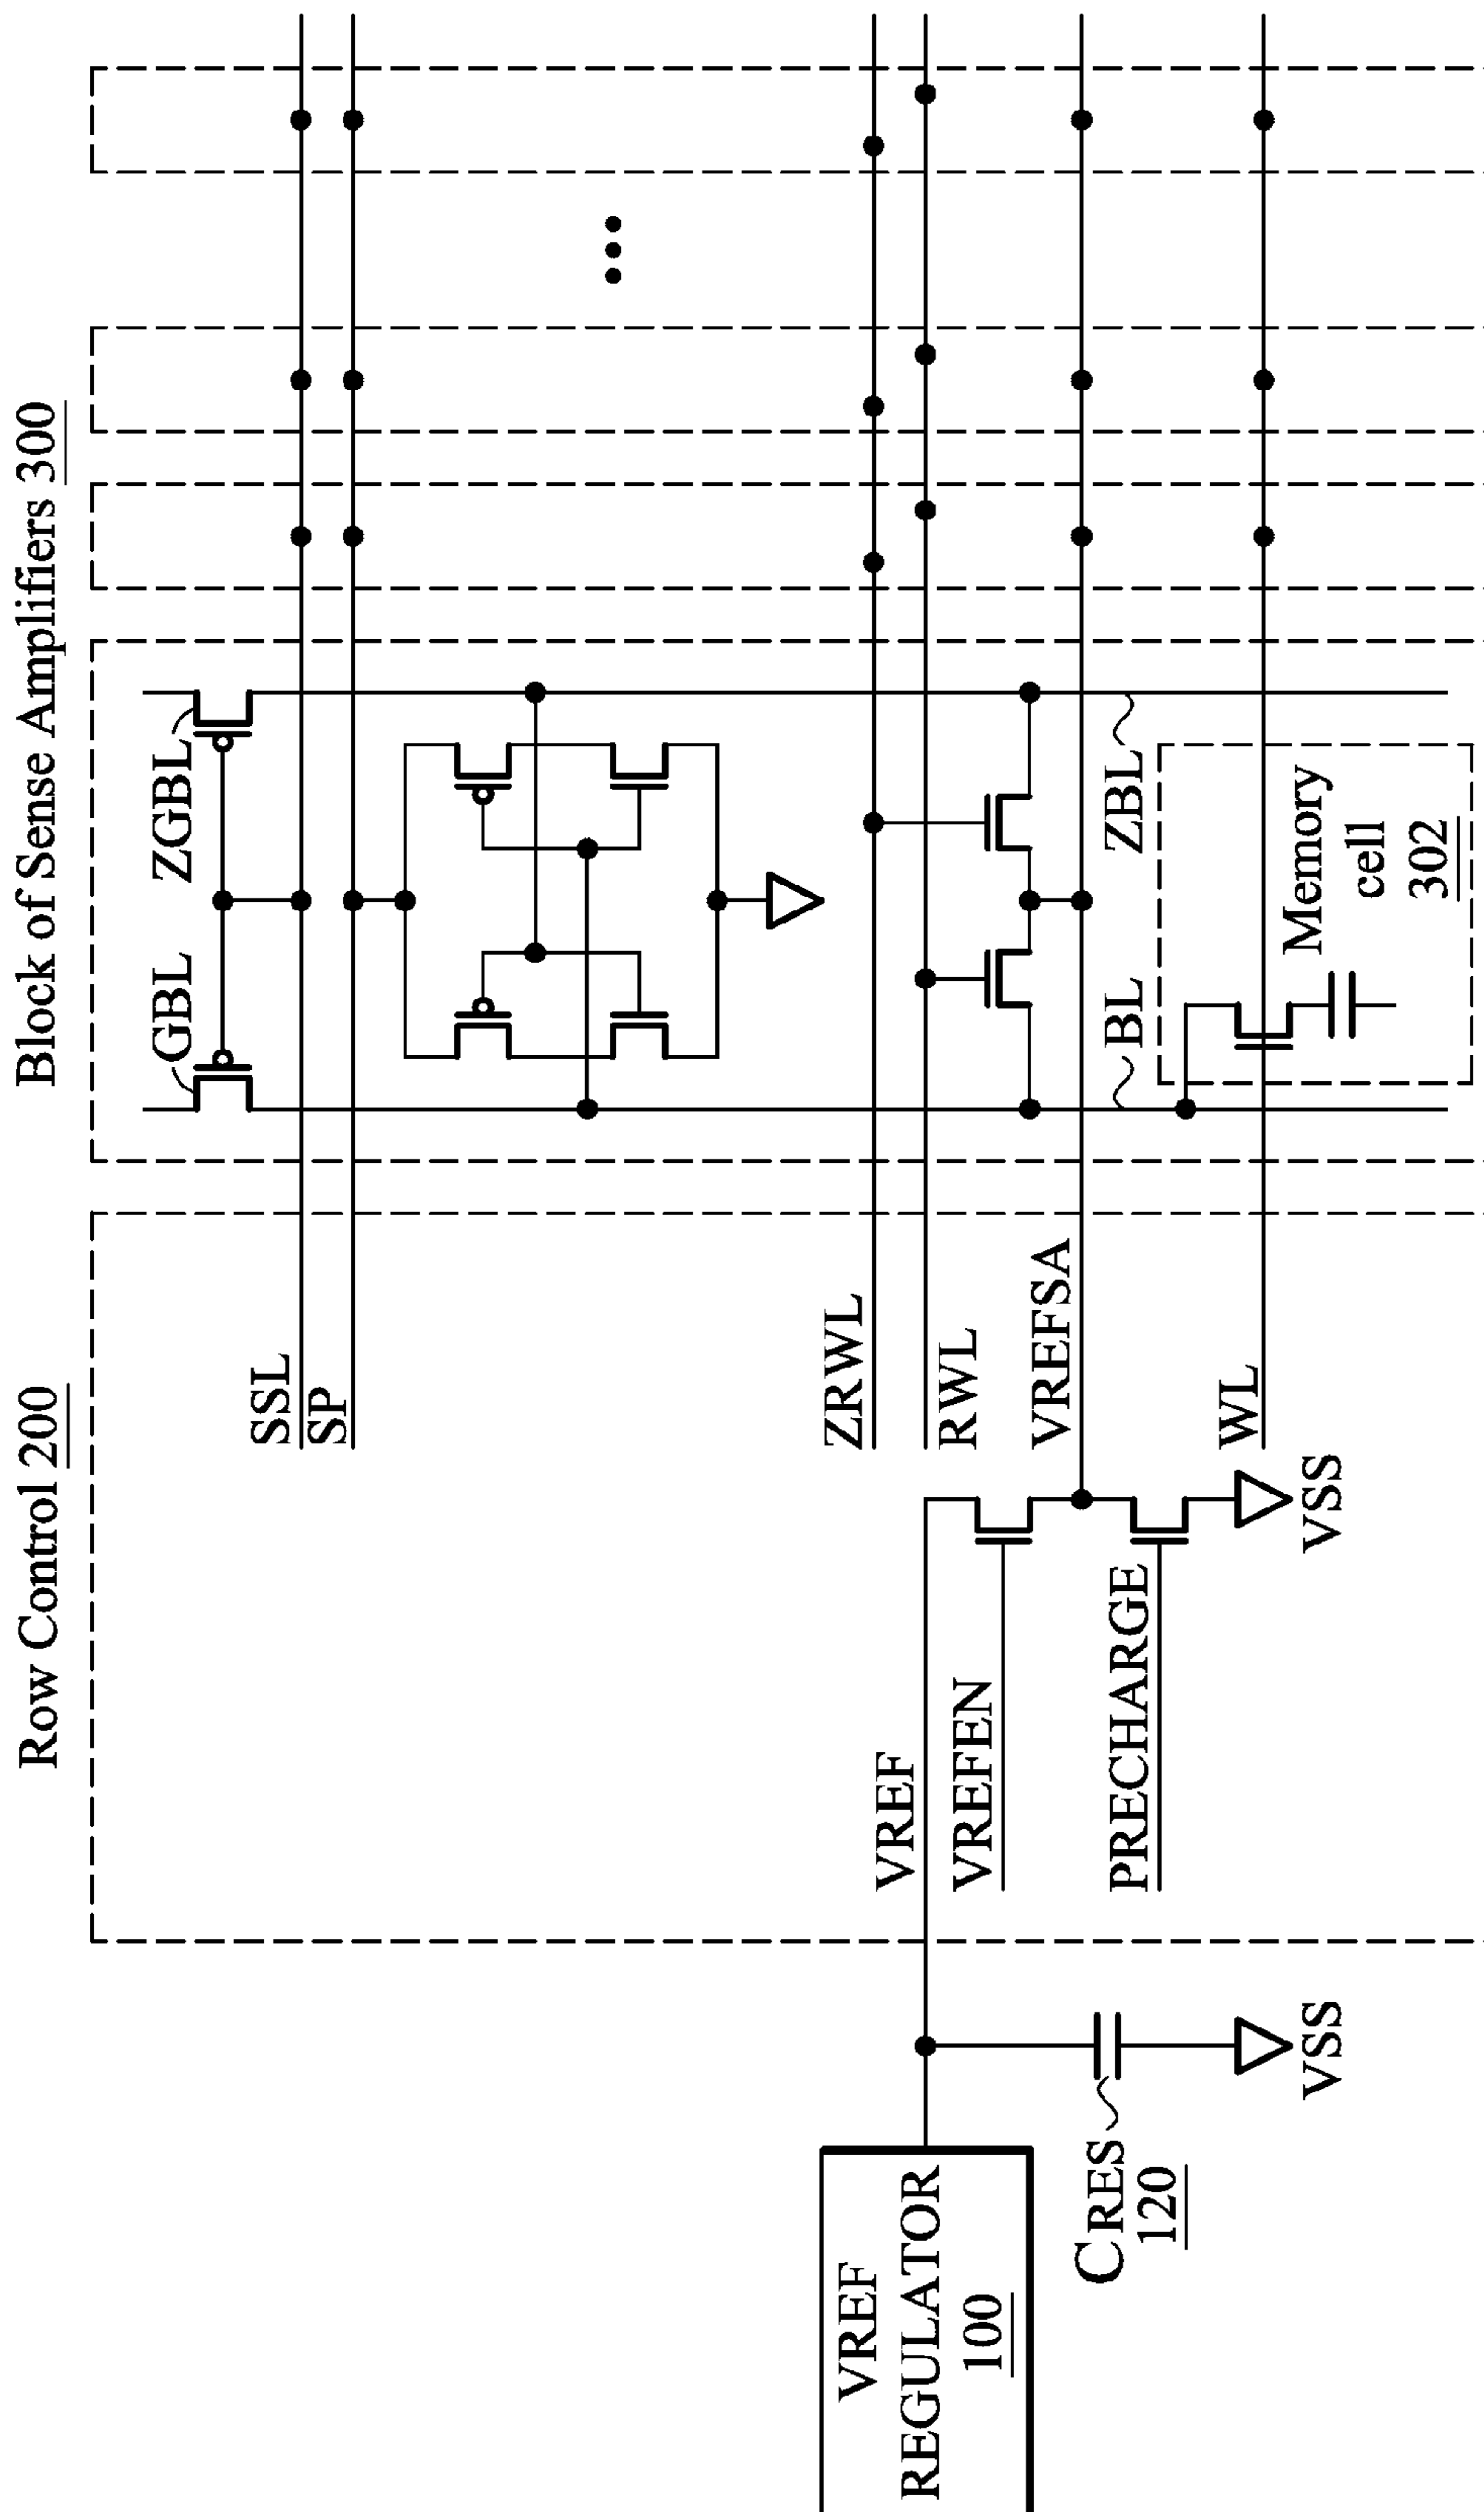 Row Control 200
Block of Sense Amplifiers 300
GBL
ZGBL
SSL
SP
ZRWL
RWL
VREFSA
WL
BL
ZBL
Memory
cell
302
VREF
VREFEN
PRECHARGE
VSS
VREF
REGULATOR
100
CRES
120
VSS